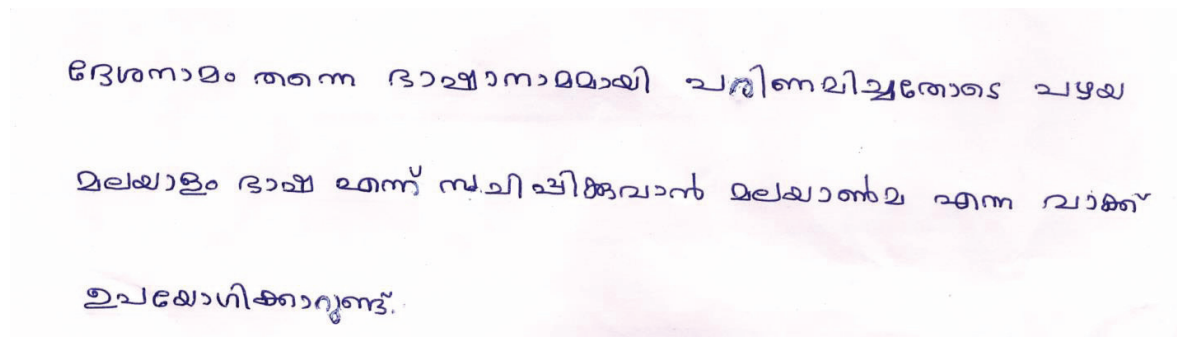 ദേശനാമം തന്നെ ഭാഷാനാമമായി പരിണമിച്ചതോടെ പഴയ
മലയാളം ഭാഷ എന്ന് സൂചിപ്പിക്കുവാൻ മലയാൺമ എന്ന വാക്ക്
ഉപയോഗിക്കാറുണ്ട്.